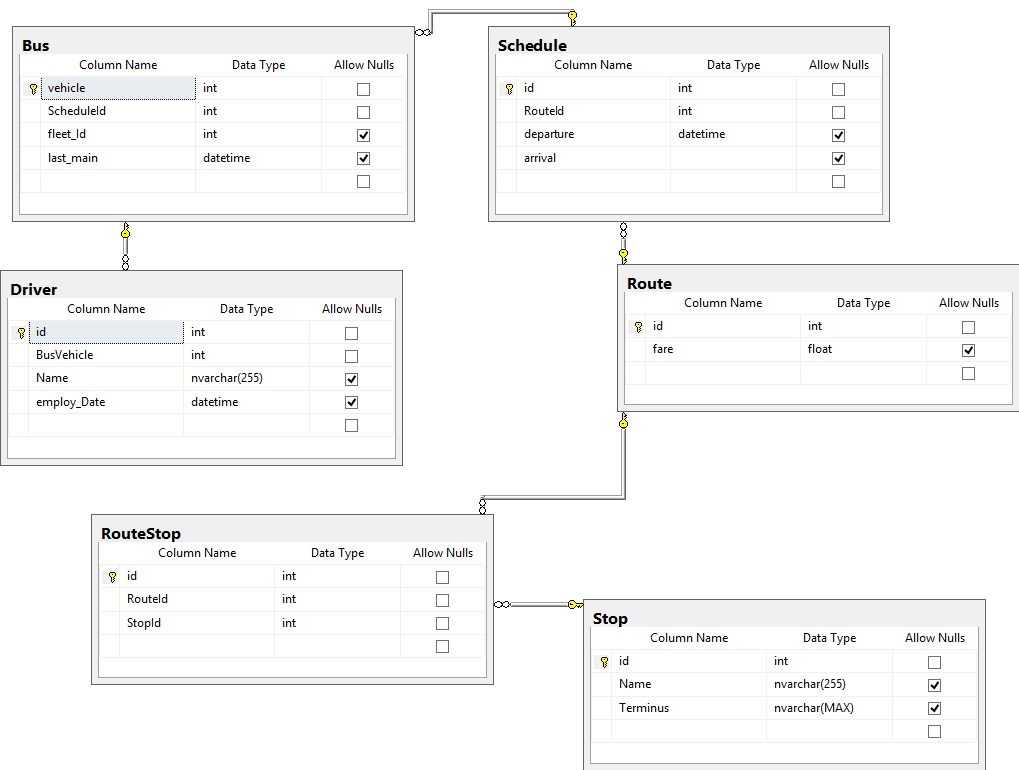 Bus
Column Name Data Type Allow Nulls
vehicle int
ScheduleId int
fleet_Id int
last_main datetime
Schedule
Column Name Data Type Allow Nulls
id int
RouteId int
departure datetime
arrival
Driver
Column Name Data Type Allow Nulls
id int
BusVehicle int
Name nvarchar(255)
employ_Date datetime
Route
Column Name Data Type Allow Nulls
id int
fare float
RouteStop
Column Name Data Type Allow Nulls
id int
RouteId int
StopId int
Stop
Column Name Data Type Allow Nulls
id int
Name nvarchar(255)
Terminus nvarchar(MAX)